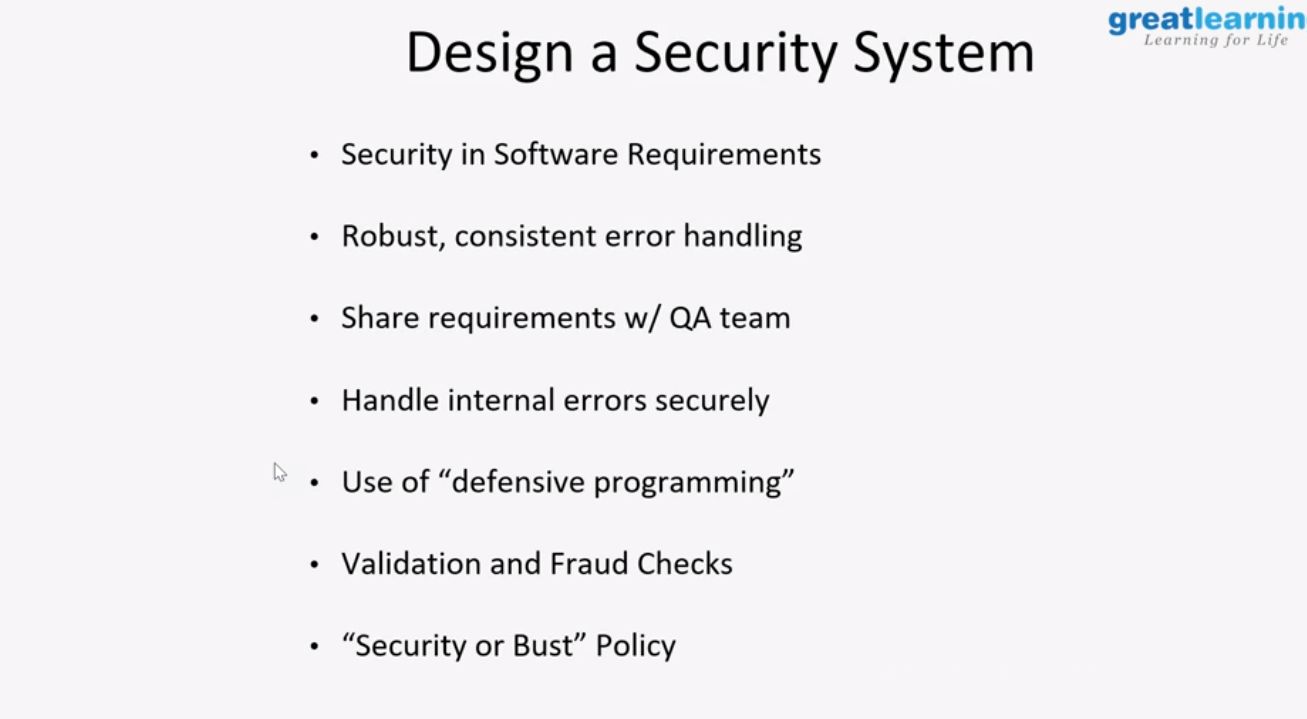 greatlearnin
Learning for Life
Design a Security System
• Security in Software Requirements
• Robust, consistent error handling
• Share requirements w/ QA team
• Handle internal errors securely
• Use of “defensive programming”
• Validation and Fraud Checks
• “Security or Bust” Policy